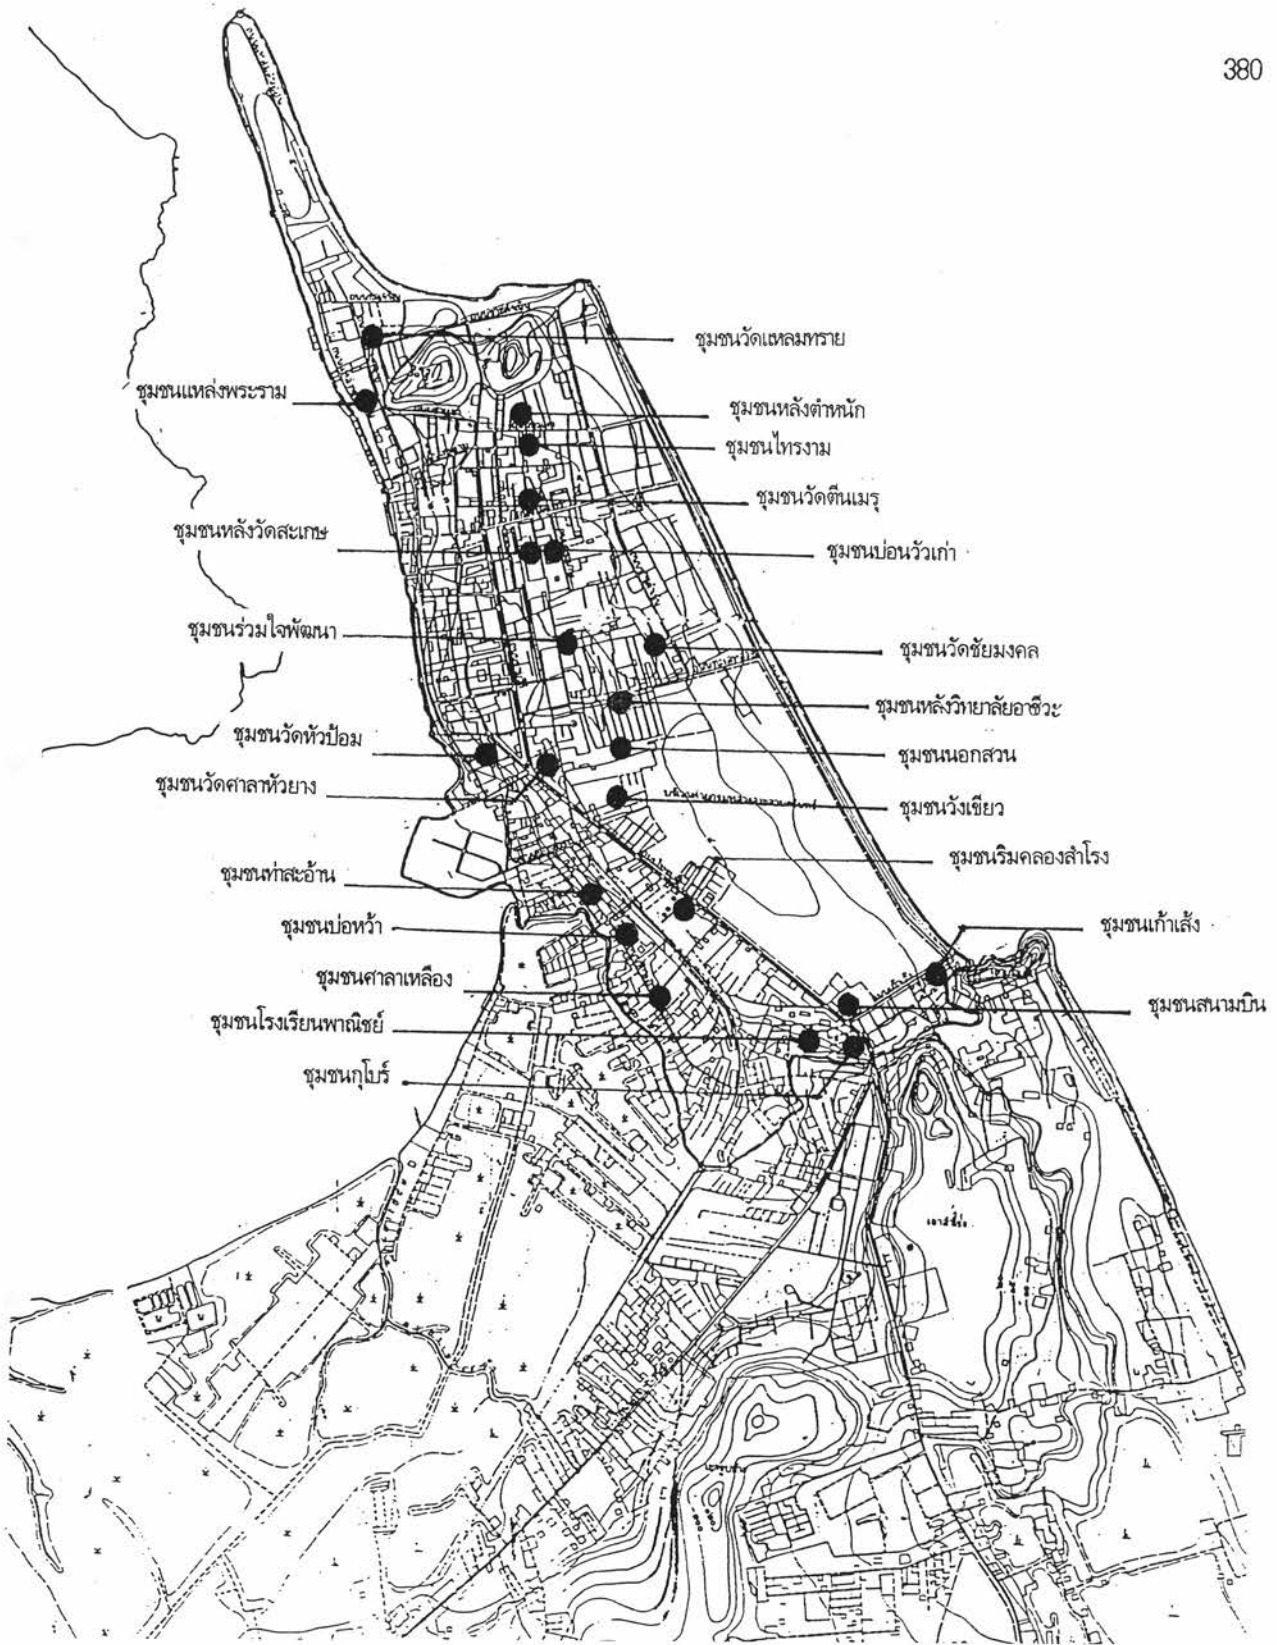 380
ชุมชนวัดแหลมทราย
ชุมชนแหล่งพระราม
ชุมชนหลังตำหนัก
ชุมชนไทรงาม
ชุมชนวัดตีนเมรุ
ชุมชนหลังวัดสะเกษ
ชุมชนบ่อนวัวเก่า
ชุมชนร่วมใจพัฒนา
ชุมชนวัดชัยมงคล
ชุมชนหลังวิทยาลัยอาชีวะ
ชุมชนวัดหัวป้อม
ชุมชนนอกสวน
ชุมชนวัดศาลาหัวยาง
ชุมชนวังเขียว
ชุมชนริมคลองสำโรง
ชุมชนท่าสะอ้าน
ชุมชนบ่อหว้า
ชุมชนเก้าเส้ง
ชุมชนศาลาเหลือง
ชุมชนสนามบิน
ชุมชนโรงเรียนพาณิชย์
ชุมชนกุโบร์